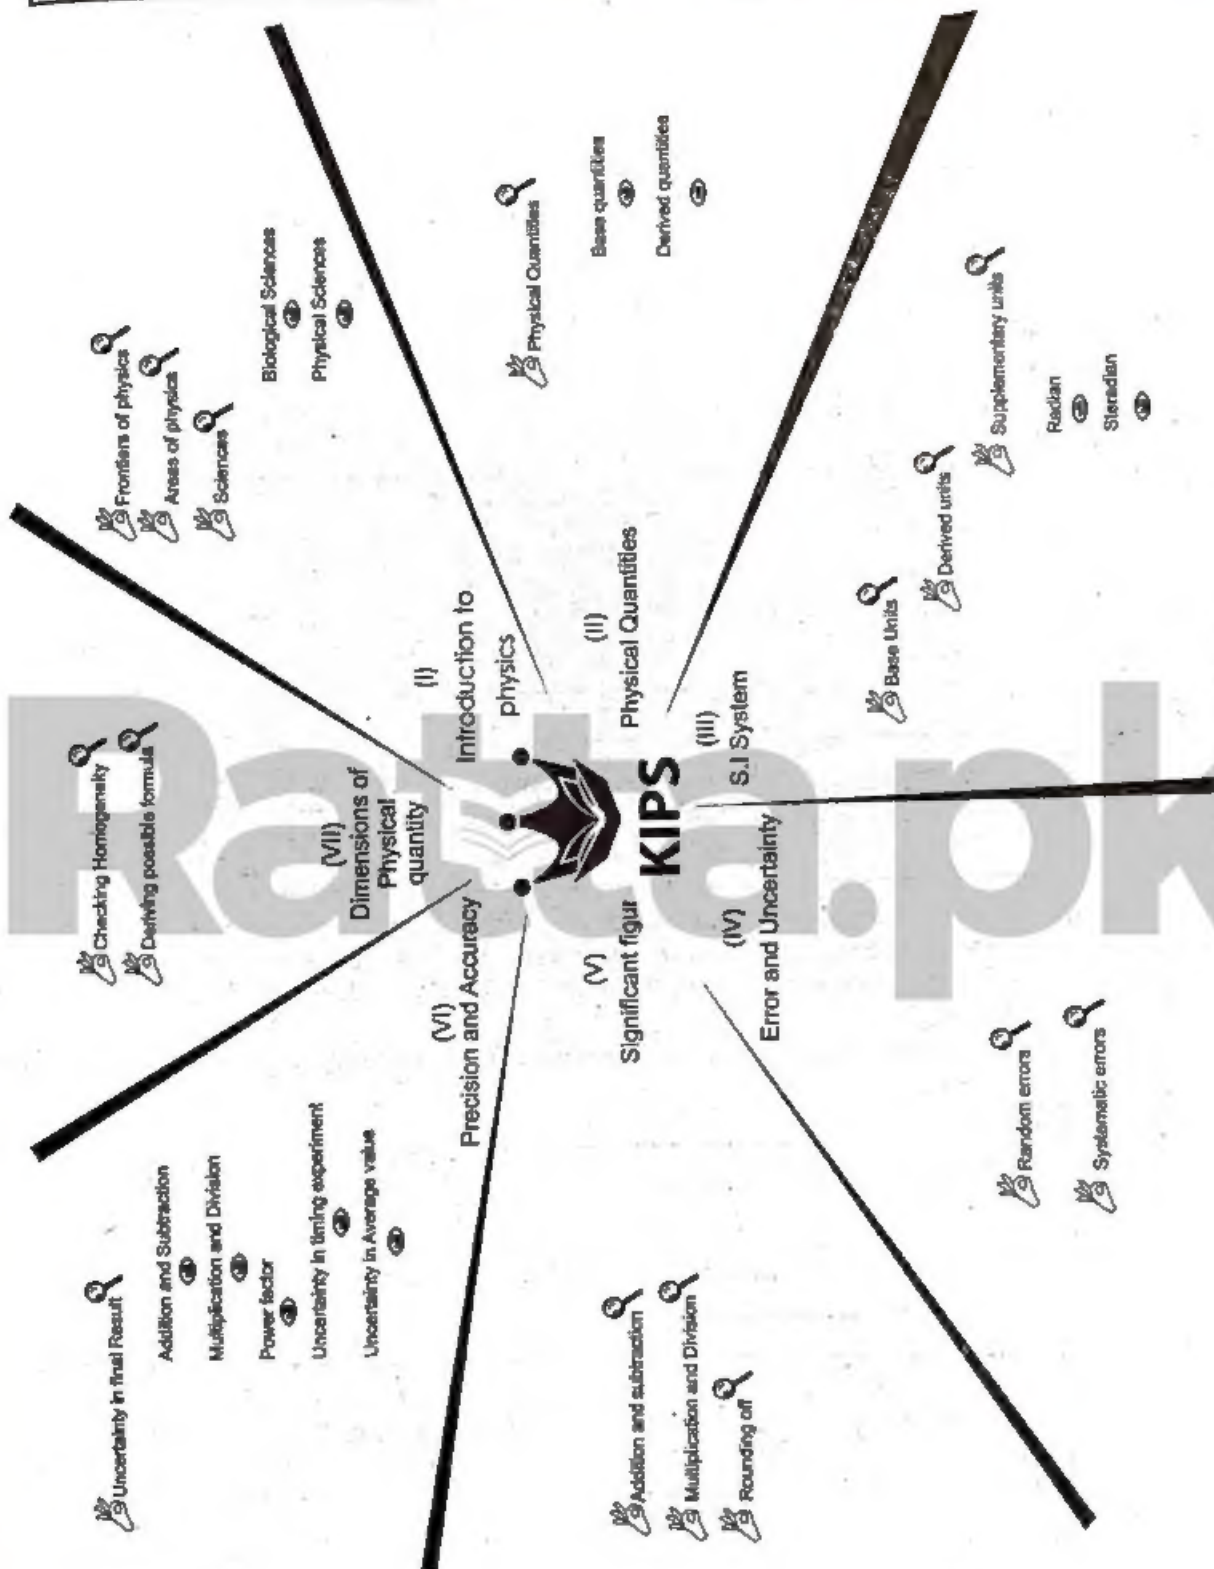 (I)
Introduction to
physics
Frontiers of physics
Areas of physics
Sciences
Biological Sciences
Physical Sciences
(II)
Physical Quantities
Physical Quantities
Base quantities
Derived quantities
(III)
S.I System
Base Units
Derived units
Supplementary units
Radian
Steradian
(IV)
Error and Uncertainty
Random errors
Systematic errors
(V)
Significant figur
Addition and subtraction
Multiplication and Division
Rounding off
(VI)
Precision and Accuracy
Uncertainty in final Result
Addition and Subtraction
Multiplication and Division
Power factor
Uncertainty in timing experiment
Uncertainty in Average value
(VII)
Dimensions of
Physical
quantity
Checking Homogeneity
Deriving possible formula
KIPS
Ratta.pk